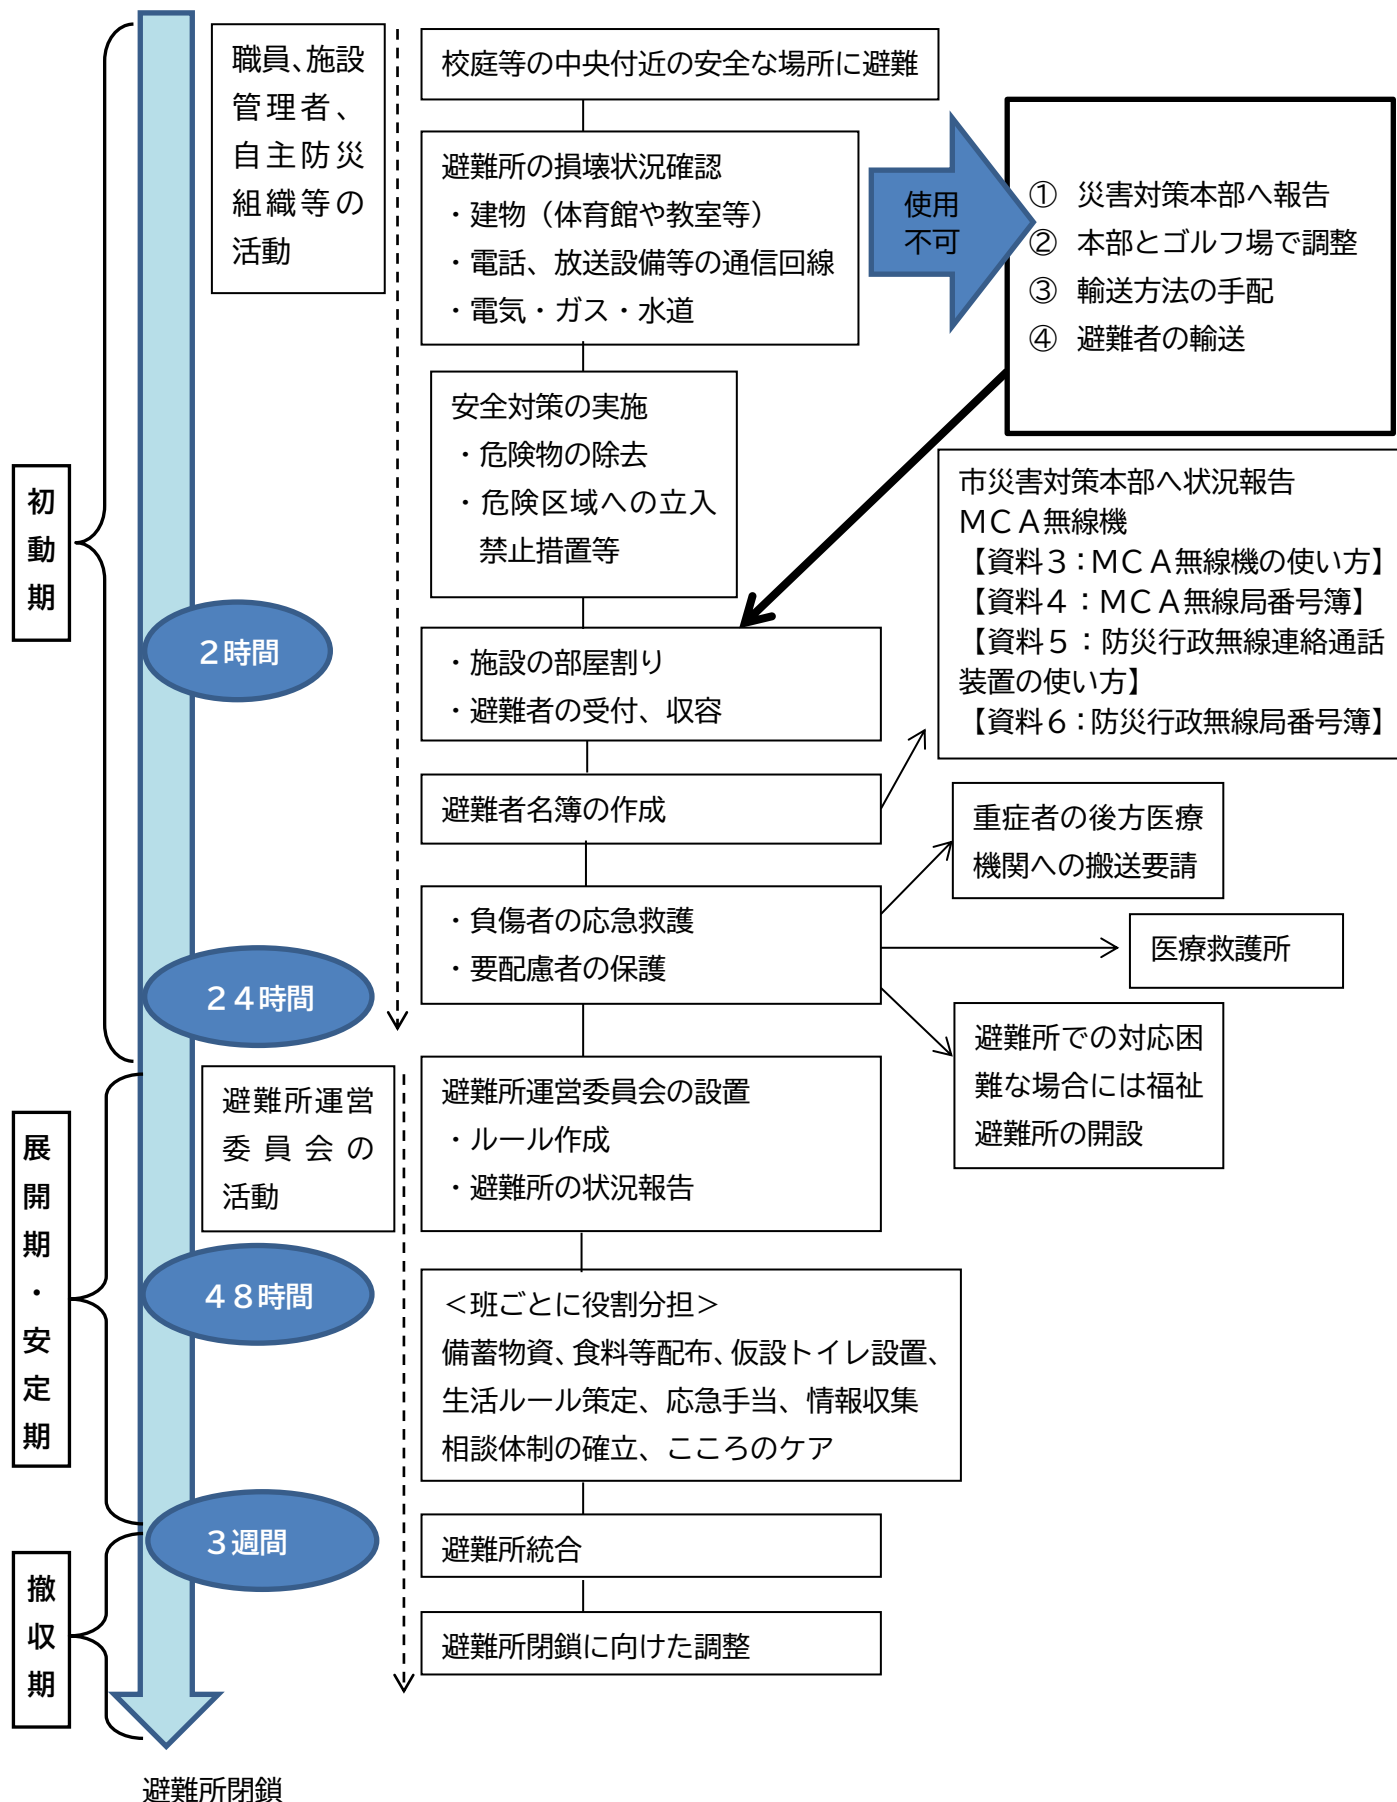 職員、施設
管理者、
自主防災
組織等の
活動
校庭等の中央付近の安全な場所に避難
避難所の損壊状況確認
・建物（体育館や教室等）
・電話、放送設備等の通信回線
・電気・ガス・水道
使用
不可
① 災害対策本部へ報告
② 本部とゴルフ場で調整
③ 輸送方法の手配
④ 避難者の輸送
安全対策の実施
・危険物の除去
・危険区域への立入
禁止措置等
市災害対策本部へ状況報告
ＭＣＡ無線機
【資料３：ＭＣＡ無線機の使い方】
【資料４：ＭＣＡ無線局番号簿】
【資料５：防災行政無線連絡通話
装置の使い方】
【資料６：防災行政無線局番号簿】
初
動
期
２時間
・施設の部屋割り
・避難者の受付、収容
避難者名簿の作成
重症者の後方医療
機関への搬送要請
・負傷者の応急救護
・要配慮者の保護
医療救護所
２４時間
避難所での対応困
難な場合には福祉
避難所の開設
避難所運営
委員会の
活動
避難所運営委員会の設置
・ルール作成
・避難所の状況報告
展
開
期
・
安
定
期
４８時間
＜班ごとに役割分担＞
備蓄物資、食料等配布、仮設トイレ設置、
生活ルール策定、応急手当、情報収集
相談体制の確立、こころのケア
３週間
避難所統合
撤
収
期
避難所閉鎖に向けた調整
避難所閉鎖